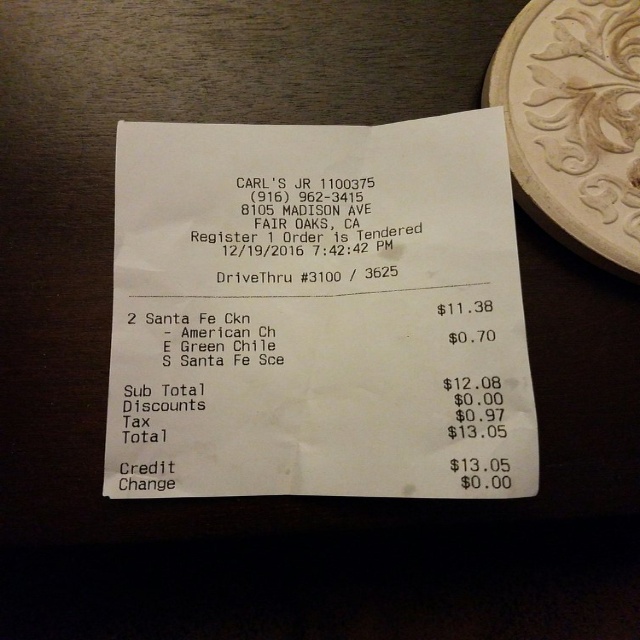 CARL'S JR 1100375
(916) 962-3415
8105 MADISON AVE
FAIR OAKS, CA
Register 1 Order is Tendered
12/19/2016 7:42:42 PM
DriveThru #3100 / 3625
2 Santa Fe Ckn $11.38
- American Ch
E Green Chile $0.70
S Santa Fe Sce
Sub Total $12.08
Discounts $0.00
Tax $0.97
Total $13.05
Credit $13.05
Change $0.00